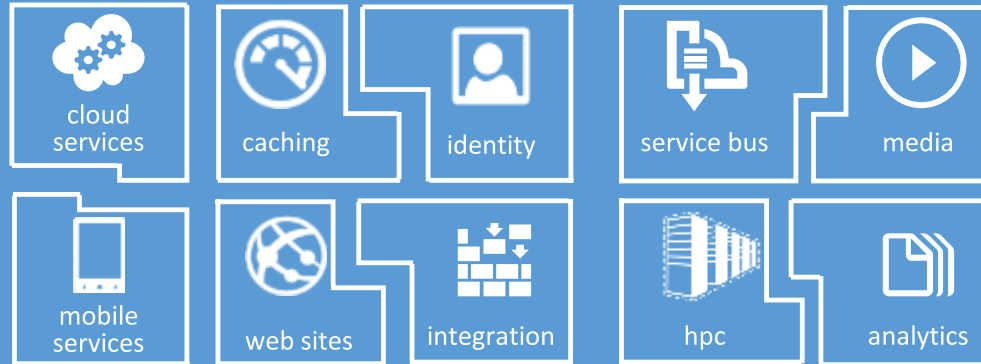 cloud
services
caching
identity
service bus
media
mobile
services
web sites
integration
hpc
analytics